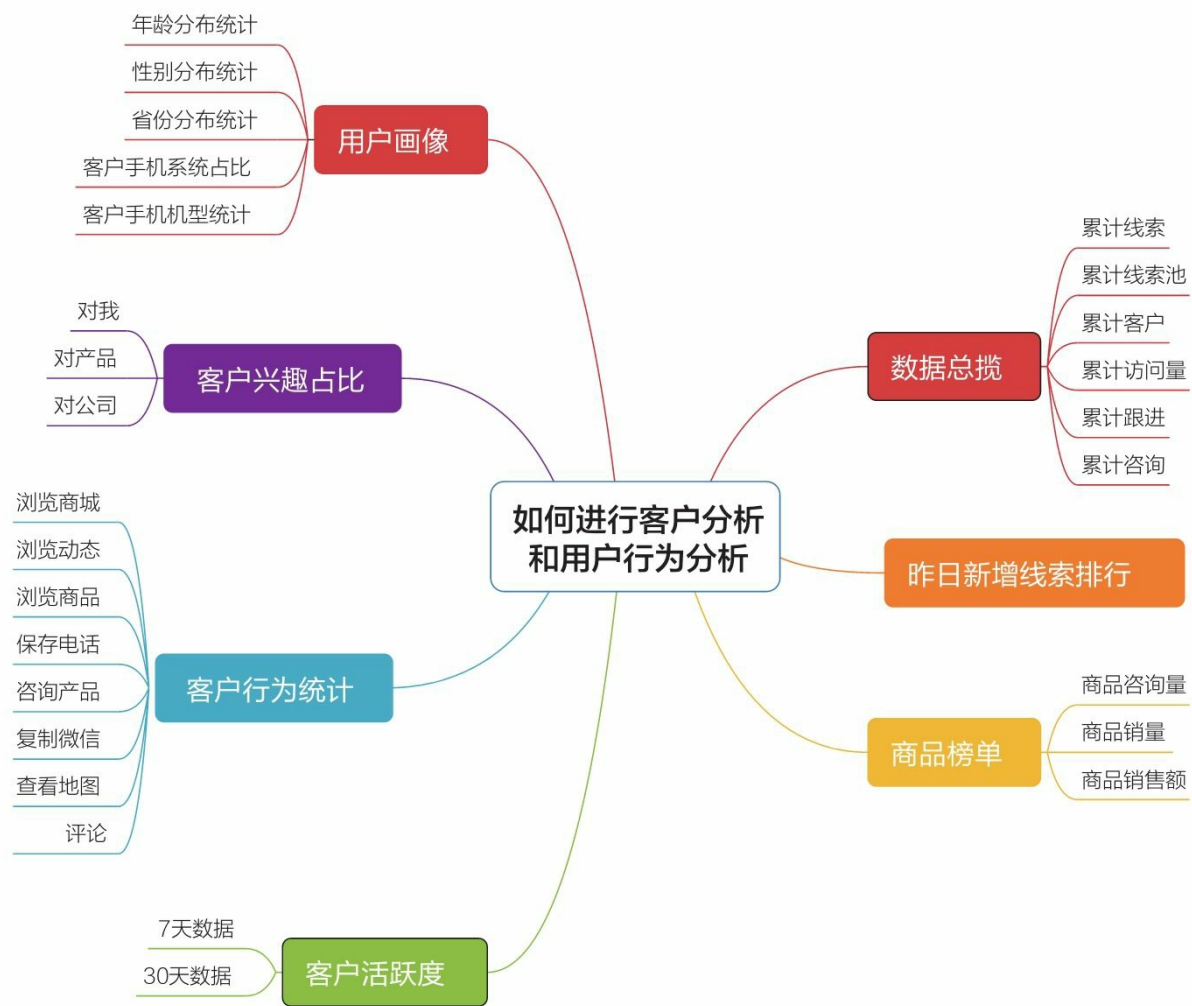 如何进行客户分析
和用户行为分析
用户画像
年龄分布统计
性别分布统计
省份分布统计
客户手机系统占比
客户手机机型统计
客户兴趣占比
对我
对产品
对公司
客户行为统计
浏览商城
浏览动态
浏览商品
保存电话
咨询产品
复制微信
查看地图
评论
客户活跃度
7天数据
30天数据
数据总揽
累计线索
累计线索池
累计客户
累计访问量
累计跟进
累计咨询
昨日新增线索排行
商品榜单
商品咨询量
商品销量
商品销售额